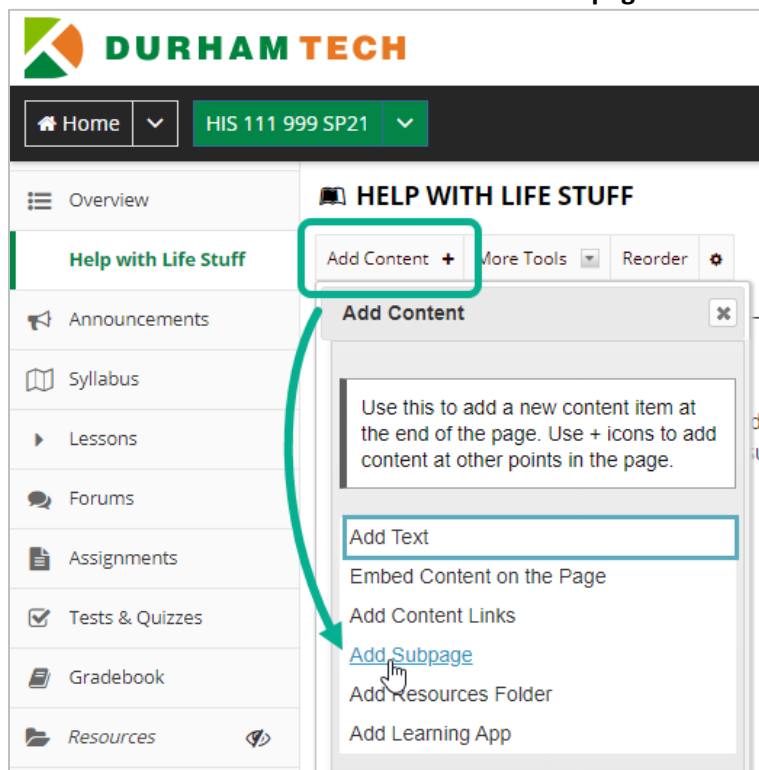 DURHAM TECH
Home
HIS 111 999 SP21
Overview
Help with Life Stuff
Announcements
Syllabus
Lessons
Forums
Assignments
Tests & Quizzes
Gradebook
Resources
HELP WITH LIFE STUFF
Add Content + More Tools Reorder
Add Content
Use this to add a new content item at
the end of the page. Use + icons to add
content at other points in the page.
Add Text
Embed Content on the Page
Add Content Links
Add Subpage
Add Resources Folder
Add Learning App